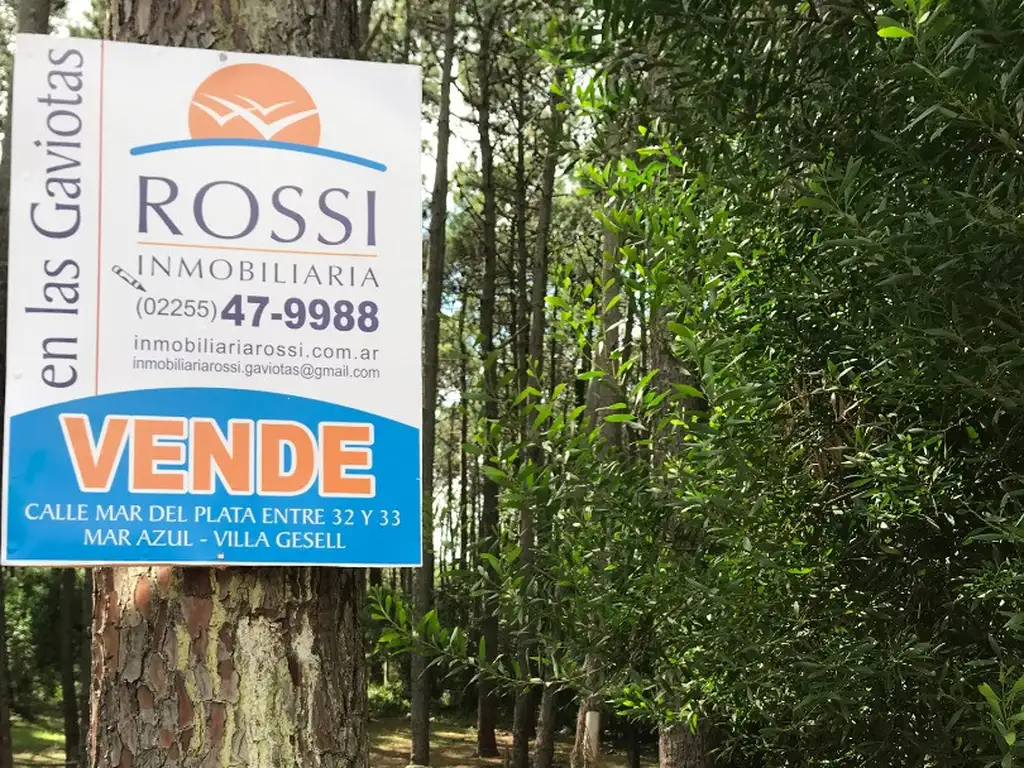 en las Gaviotas
ROSSI
INMOBILIARIA
(02255) 47-9988
inmobiliariarossi.com.ar
inmobiliariarossi.gaviotas@gmail.com
VENDE
CALLE MAR DEL PLATA ENTRE 32 Y 33
MAR AZUL - VILLA GESELL